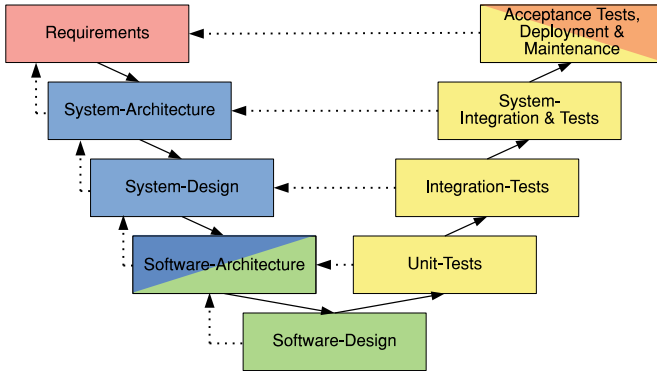 Requirements
Acceptance Tests,
Deployment &
Maintenance
System-Architecture
System-
Integration & Tests
System-Design
Integration-Tests
Software-Architecture
Unit-Tests
Software-Design